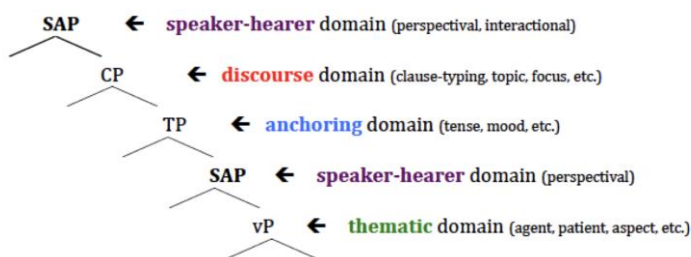 SAP ← speaker-hearer domain (perspectival, interactional)
CP ← discourse domain (clause-typing, topic, focus, etc.)
TP ← anchoring domain (tense, mood, etc.)
SAP ← speaker-hearer domain (perspectival)
vP ← thematic domain (agent, patient, aspect, etc.)